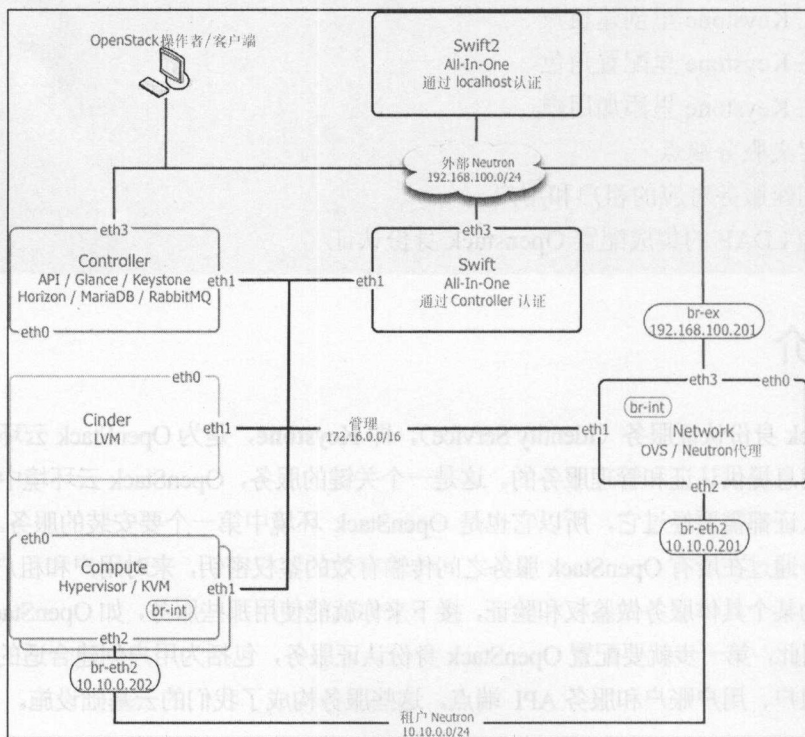 OpenStack操作者/客户端
Swift2
All-In-One
通过 localhost认证
外部 Neutron
192.168.100.0/24
eth3
eth3
Controller
API / Glance / Keystone
Horizon / MariaDB / RabbitMQ
eth1
eth0
eth1
Swift
All-In-One
通过 Controller 认证
br-ex
192.168.100.201
eth0
Cinder
LVM
eth1
管理
172.16.0.0/16
eth3
eth0
eth1
br-int
Network
OVS / Neutron代理
eth2
br-eth2
10.10.0.201
eth0
Compute
Hypervisor / KVM
eth1
br-int
eth2
br-eth2
10.10.0.202
租户 Neutron
10.10.0.0/24